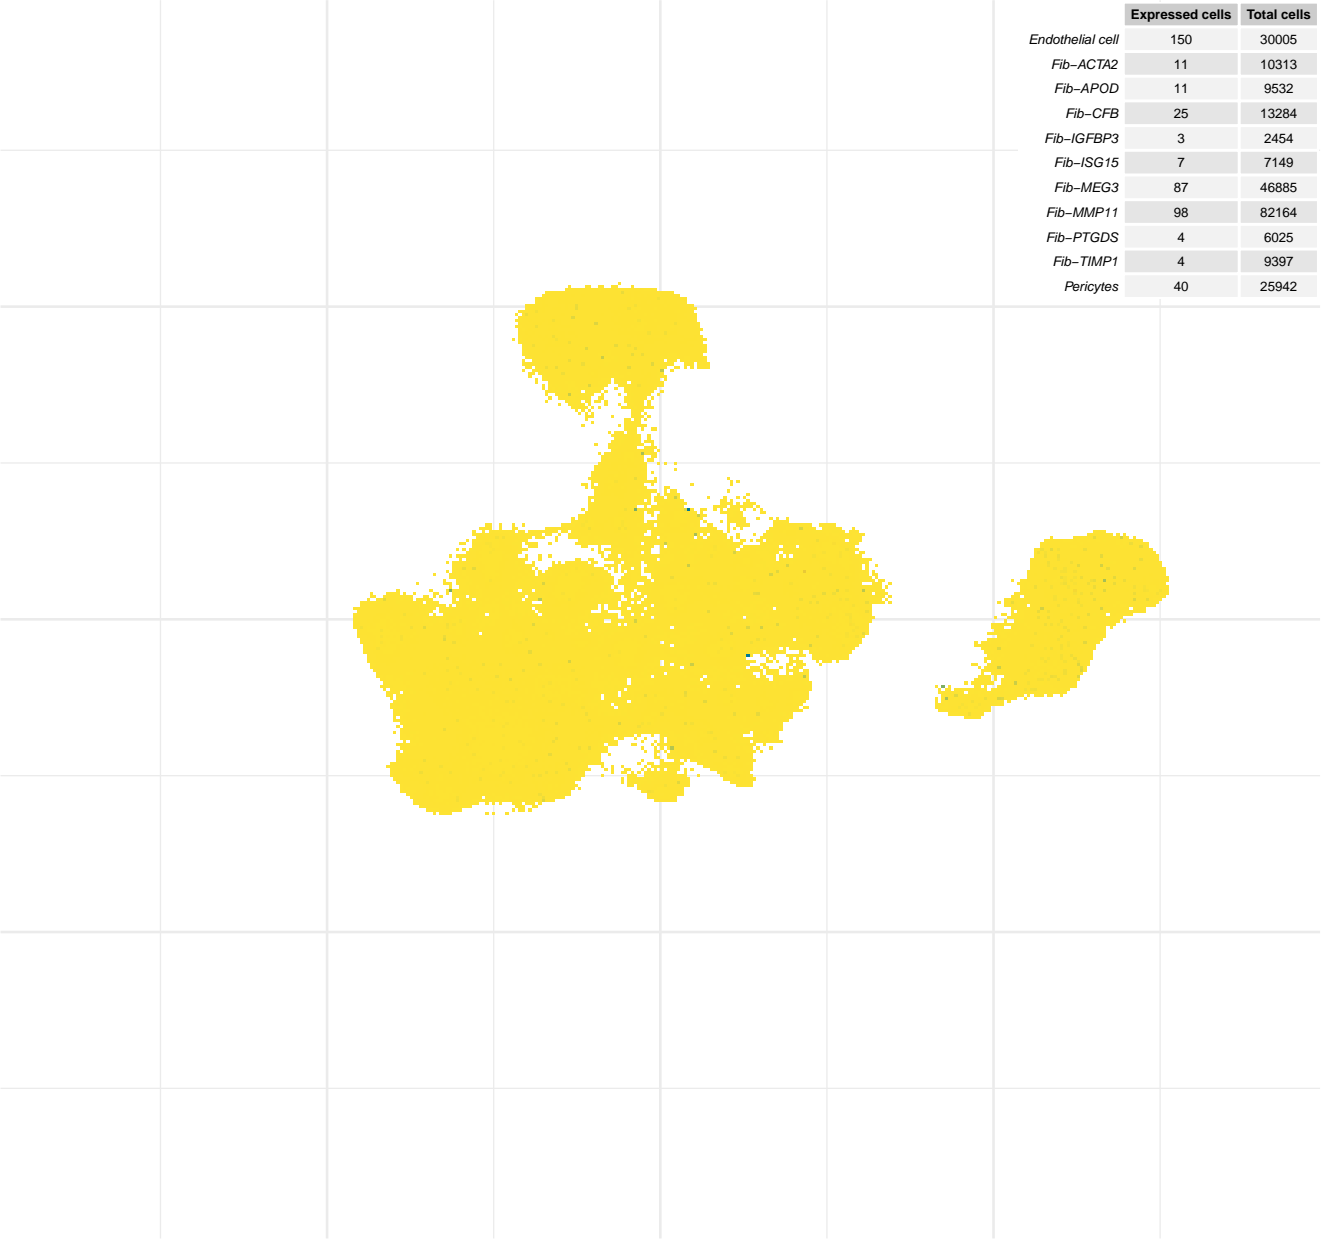 Expressed cells Total cells
Endothelial cell 150 30005
Fib−ACTA2 11 10313
Fib−APOD 11 9532
Fib−CFB 25 13284
Fib−IGFBP3 3 2454
Fib−ISG15 7 7149
Fib−MEG3 87 46885
Fib−MMP11 98 82164
Fib−PTGDS 4 6025
Fib−TIMP1 4 9397
Pericytes 40 25942